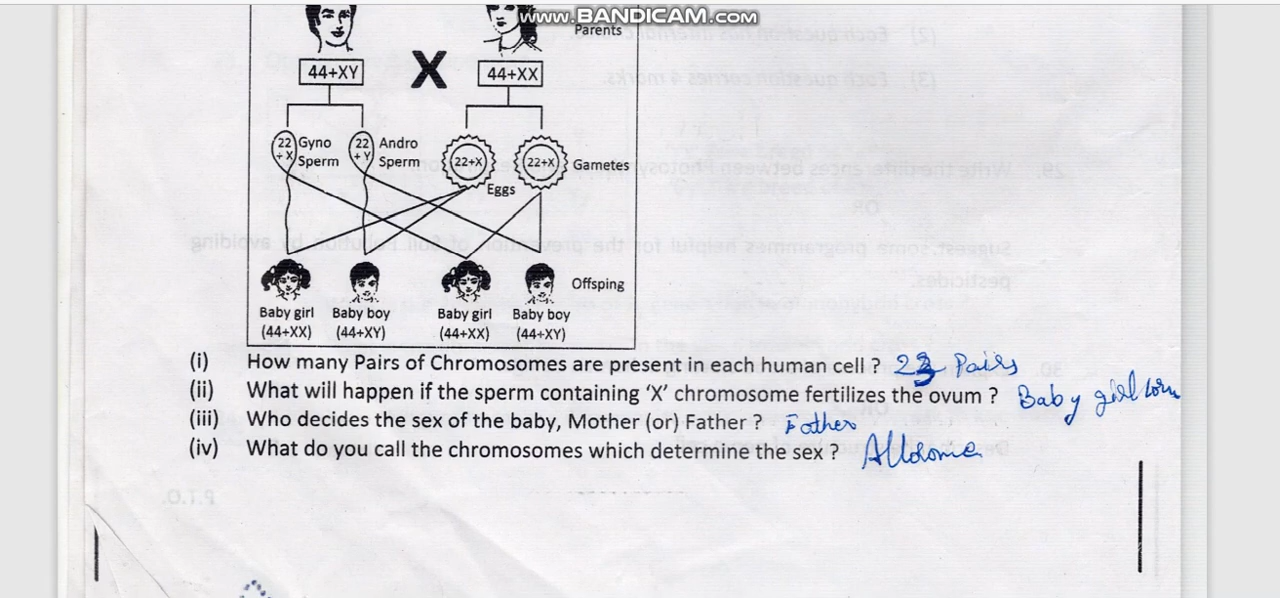 www.BANDICAM.com
Parents
44+XY X 44+XX
22+X Gyno Sperm 22+Y Andro Sperm 22+X 22+X Gametes
Eggs
Offsping
Baby girl (44+XX) Baby boy (44+XY) Baby girl (44+XX) Baby boy (44+XY)
(i) How many Pairs of Chromosomes are present in each human cell ? 23 Pairs
(ii) What will happen if the sperm containing ‘X’ chromosome fertilizes the ovum ? Baby girl born
(iii) Who decides the sex of the baby, Mother (or) Father ? Father
(iv) What do you call the chromosomes which determine the sex ?